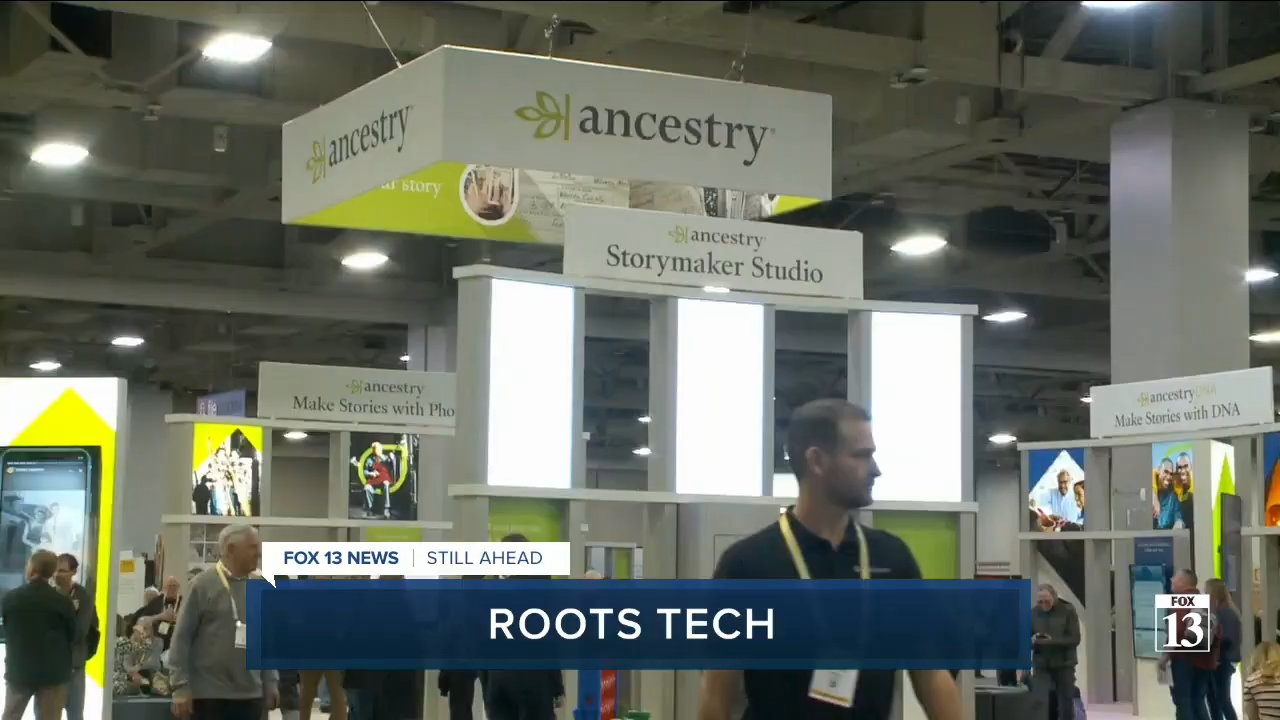 ancestry
ancestry
story
ancestry
Storymaker Studio
ancestry
Make Stories with Pho
ancestryDNA
Make Stories with DNA
FOX 13 NEWS | STILL AHEAD
ROOTS TECH
FOX
13